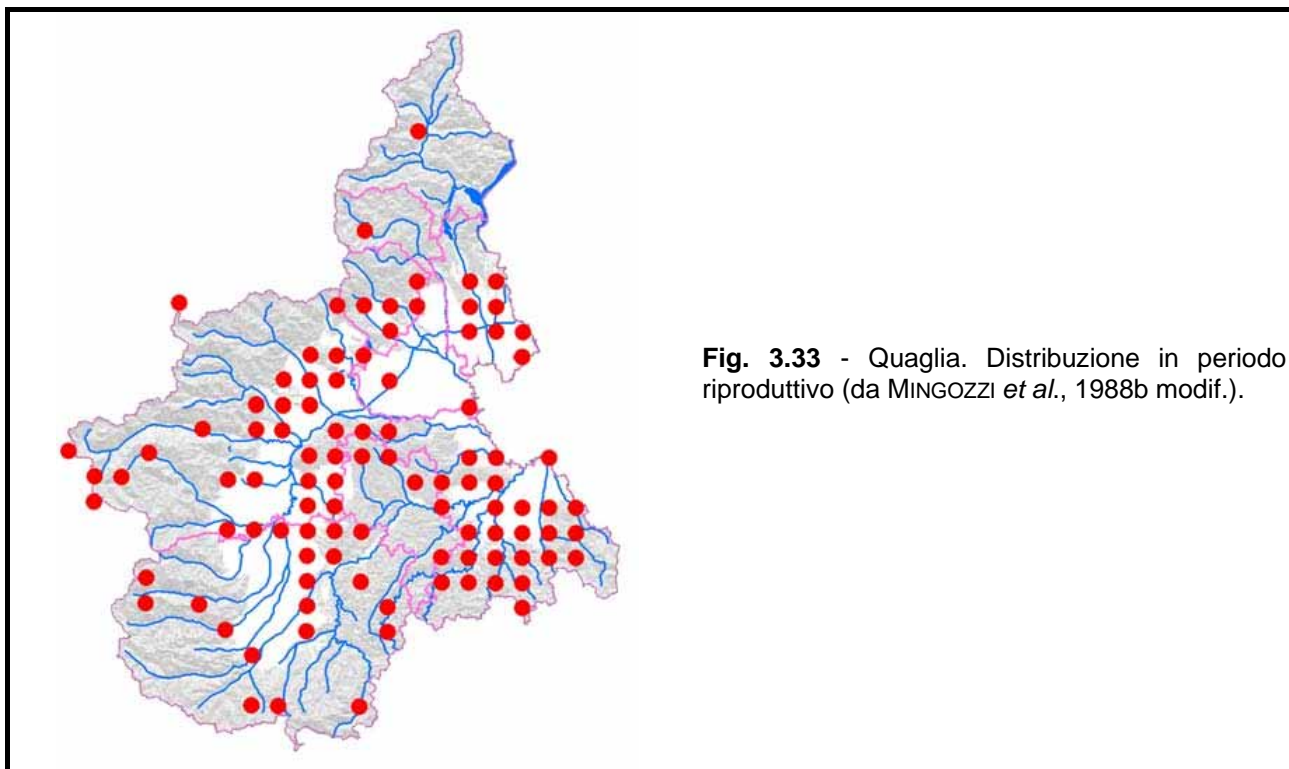 Fig. 3.33 - Quaglia. Distribuzione in periodo
riproduttivo (da MINGOZZI et al., 1988b modif.).